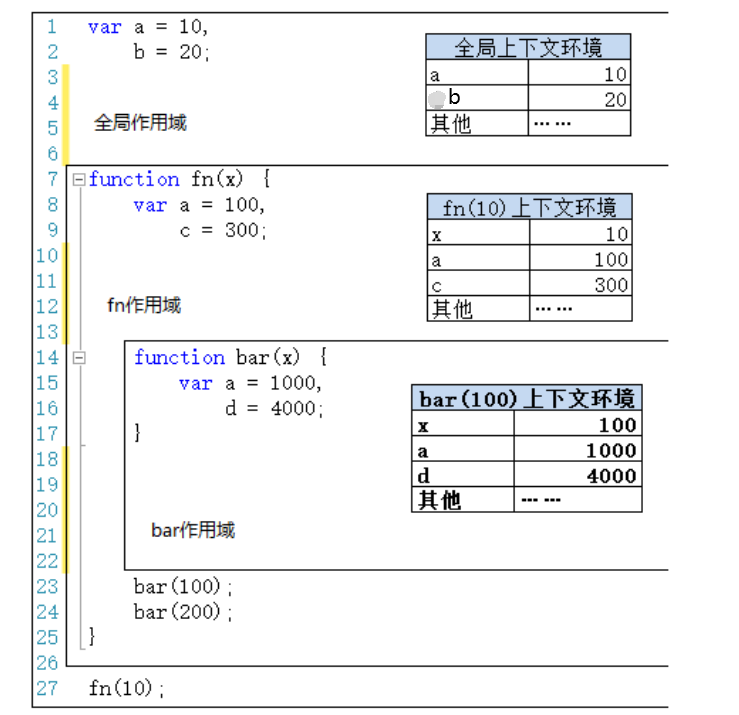 1 var a = 10,
2 b = 20;
全局上下文环境
3 a 10
4 b 20
5 全局作用域 其他 ... ...
6
7 function fn(x) {
8 var a = 100, fn(10)上下文环境
9 c = 300; x 10
10 a 100
11 c 300
12 fn作用域 其他 ... ...
13
14 function bar(x) {
15 var a = 1000,
16 d = 4000; bar(100)上下文环境
17 } x 100
18 a 1000
19 d 4000
20 其他 ... ...
21 bar作用域
22
23 bar(100);
24 bar(200);
25 }
26
27 fn(10);